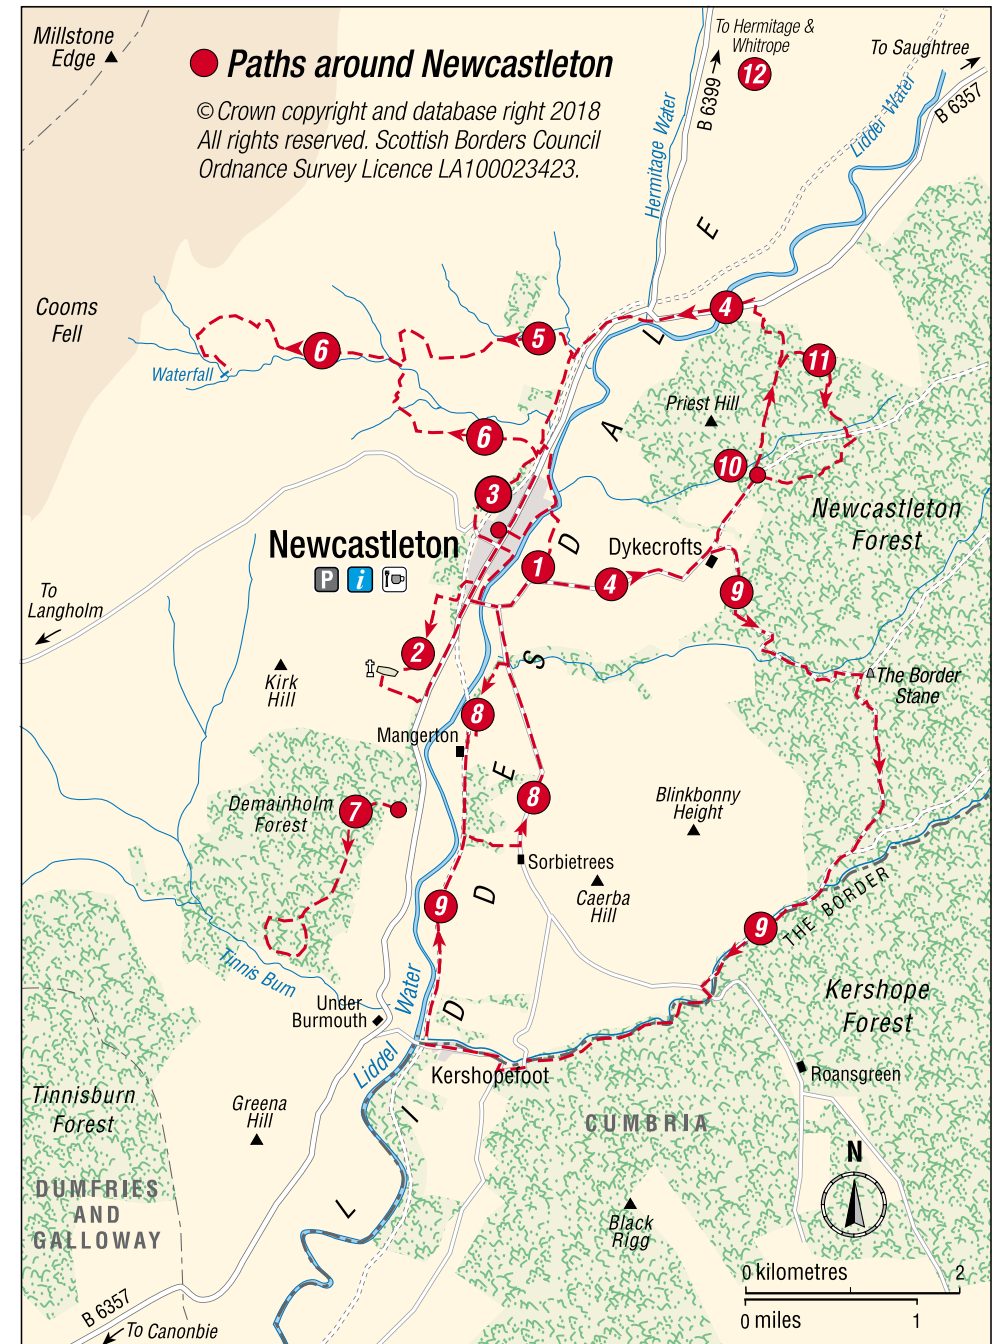 Millstone
Edge
Paths around Newcastleton
© Crown copyright and database right 2018
All rights reserved. Scottish Borders Council
Ordnance Survey Licence LA100023423.
To Hermitage &
Whitrope
12
To Saughtree
B 6399
B 6357
Hermitage Water
Lidder Water
Cooms
Fell
Waterfall
6
5
4
11
Priest Hill
6
10
3
Newcastleton
P
i
Newcastleton
Forest
Dykecrofts
1
4
9
To
Langholm
2
Kirk
Hill
The Border
Stane
8
Mangerton
8
Demainholm
Forest
7
Blinkbonny
Height
Sorbietrees
Caerba
Hill
9
9
THE BORDER
Tinnis Burn
Under
Burnmouth
Liddel
Water
Kershope
Forest
Kershopefoot
Roansgreen
Tinnisburn
Forest
Greena
Hill
CUMBRIA
DUMFRIES
AND
GALLOWAY
Black
Rigg
LIDDESDALE
N
0 kilometres 2
0 miles 1
B 6357
To Canonbie